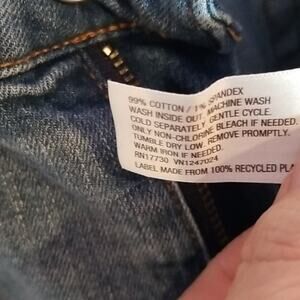 99% COTTON / 1% SPANDEX
WASH INSIDE OUT. MACHINE WASH
COLD SEPARATELY, GENTLE CYCLE.
ONLY NON-CHLORINE BLEACH IF NEEDED.
TUMBLE DRY LOW. REMOVE PROMPTLY.
WARM IRON IF NEEDED.
RN17730 VN1247024
LABEL MADE FROM 100% RECYCLED PLA